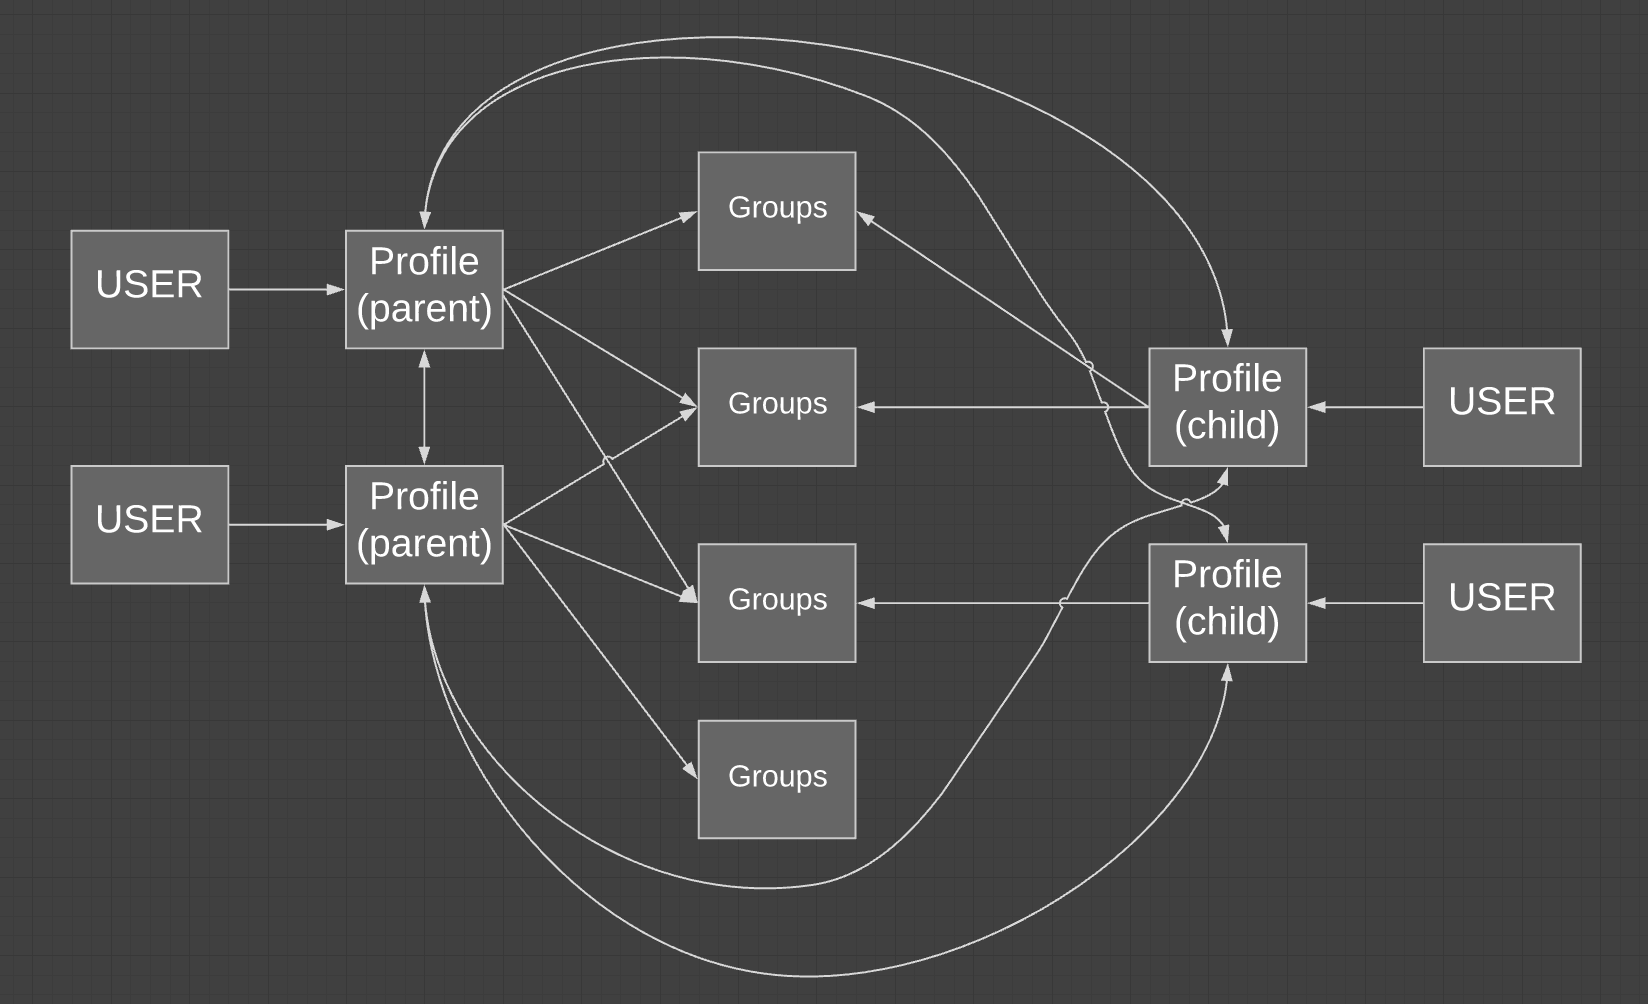 USER
Profile
(parent)
Groups
USER
Profile
(parent)
Groups
Profile
(child)
USER
Groups
Profile
(child)
USER
Groups